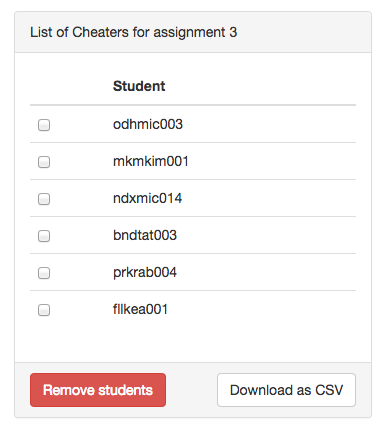 List of Cheaters for assignment 3
Student
odhmic003
mkmkim001
ndxmic014
bndtat003
prkrab004
fllkea001
Remove students Download as CSV